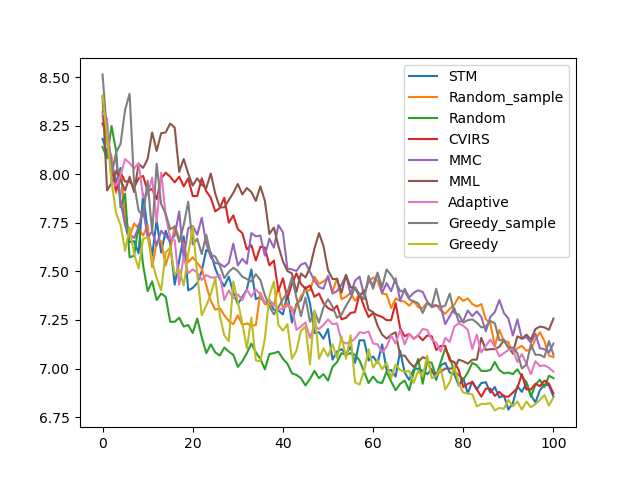 8.50
8.25
8.00
7.75
7.50
7.25
7.00
6.75
0
20
40
60
80
100
STM
Random_sample
Random
CVIRS
MMC
MML
Adaptive
Greedy_sample
Greedy